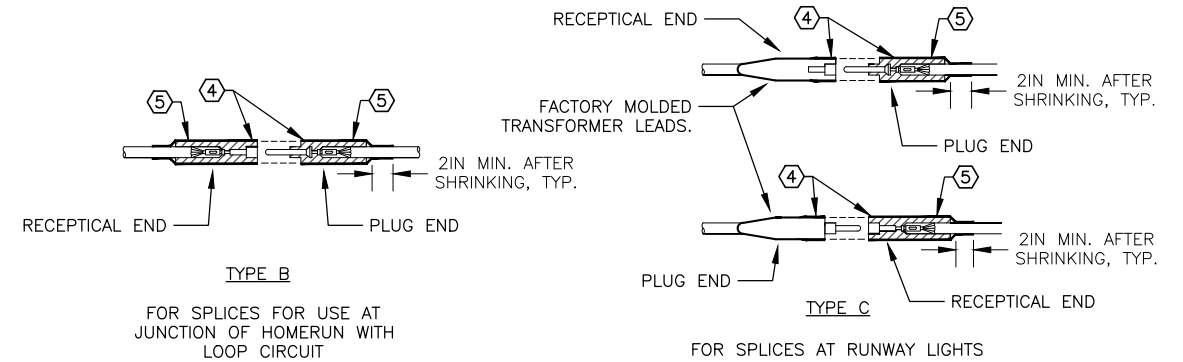 5
4
5
2IN MIN. AFTER
SHRINKING, TYP.
RECEPTICAL END
PLUG END
TYPE B
FOR SPLICES FOR USE AT
JUNCTION OF HOMERUN WITH
LOOP CIRCUIT
RECEPTICAL END
4
5
2IN MIN. AFTER
SHRINKING, TYP.
FACTORY MOLDED
TRANSFORMER LEADS.
PLUG END
4
5
2IN MIN. AFTER
SHRINKING, TYP.
PLUG END
RECEPTICAL END
TYPE C
FOR SPLICES AT RUNWAY LIGHTS